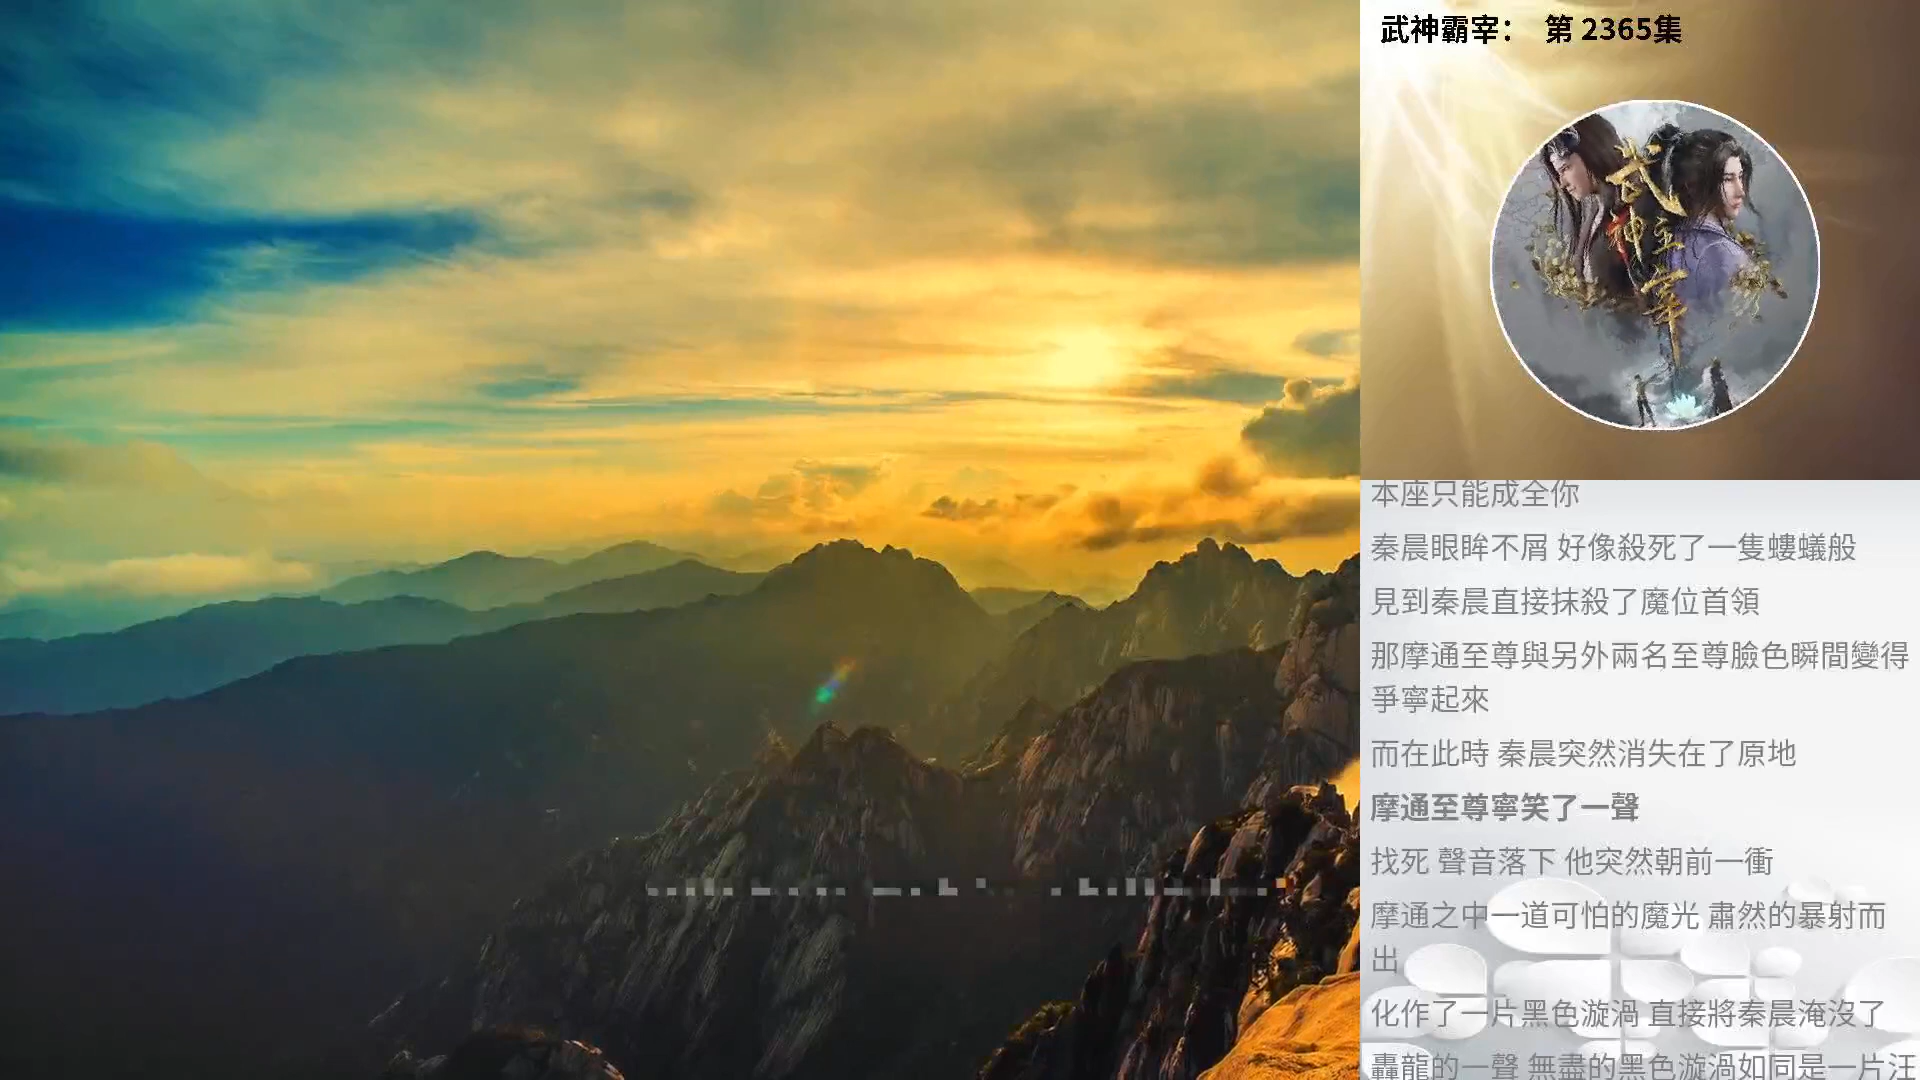 武神霸宰： 第 2365集
武神主宰
本座只能成全你
秦晨眼眸不屑 好像殺死了一隻螻蟻般
見到秦晨直接抹殺了魔位首領
那摩通至尊與另外兩名至尊臉色瞬間變得
爭寧起來
而在此時 秦晨突然消失在了原地
摩通至尊寧笑了一聲
找死 聲音落下 他突然朝前一衝
摩通之中一道可怕的魔光 肅然的暴射而
出
化作了一片黑色漩渦 直接將秦晨淹沒了
轟龍的一聲 無盡的黑色漩渦如同是一片汪